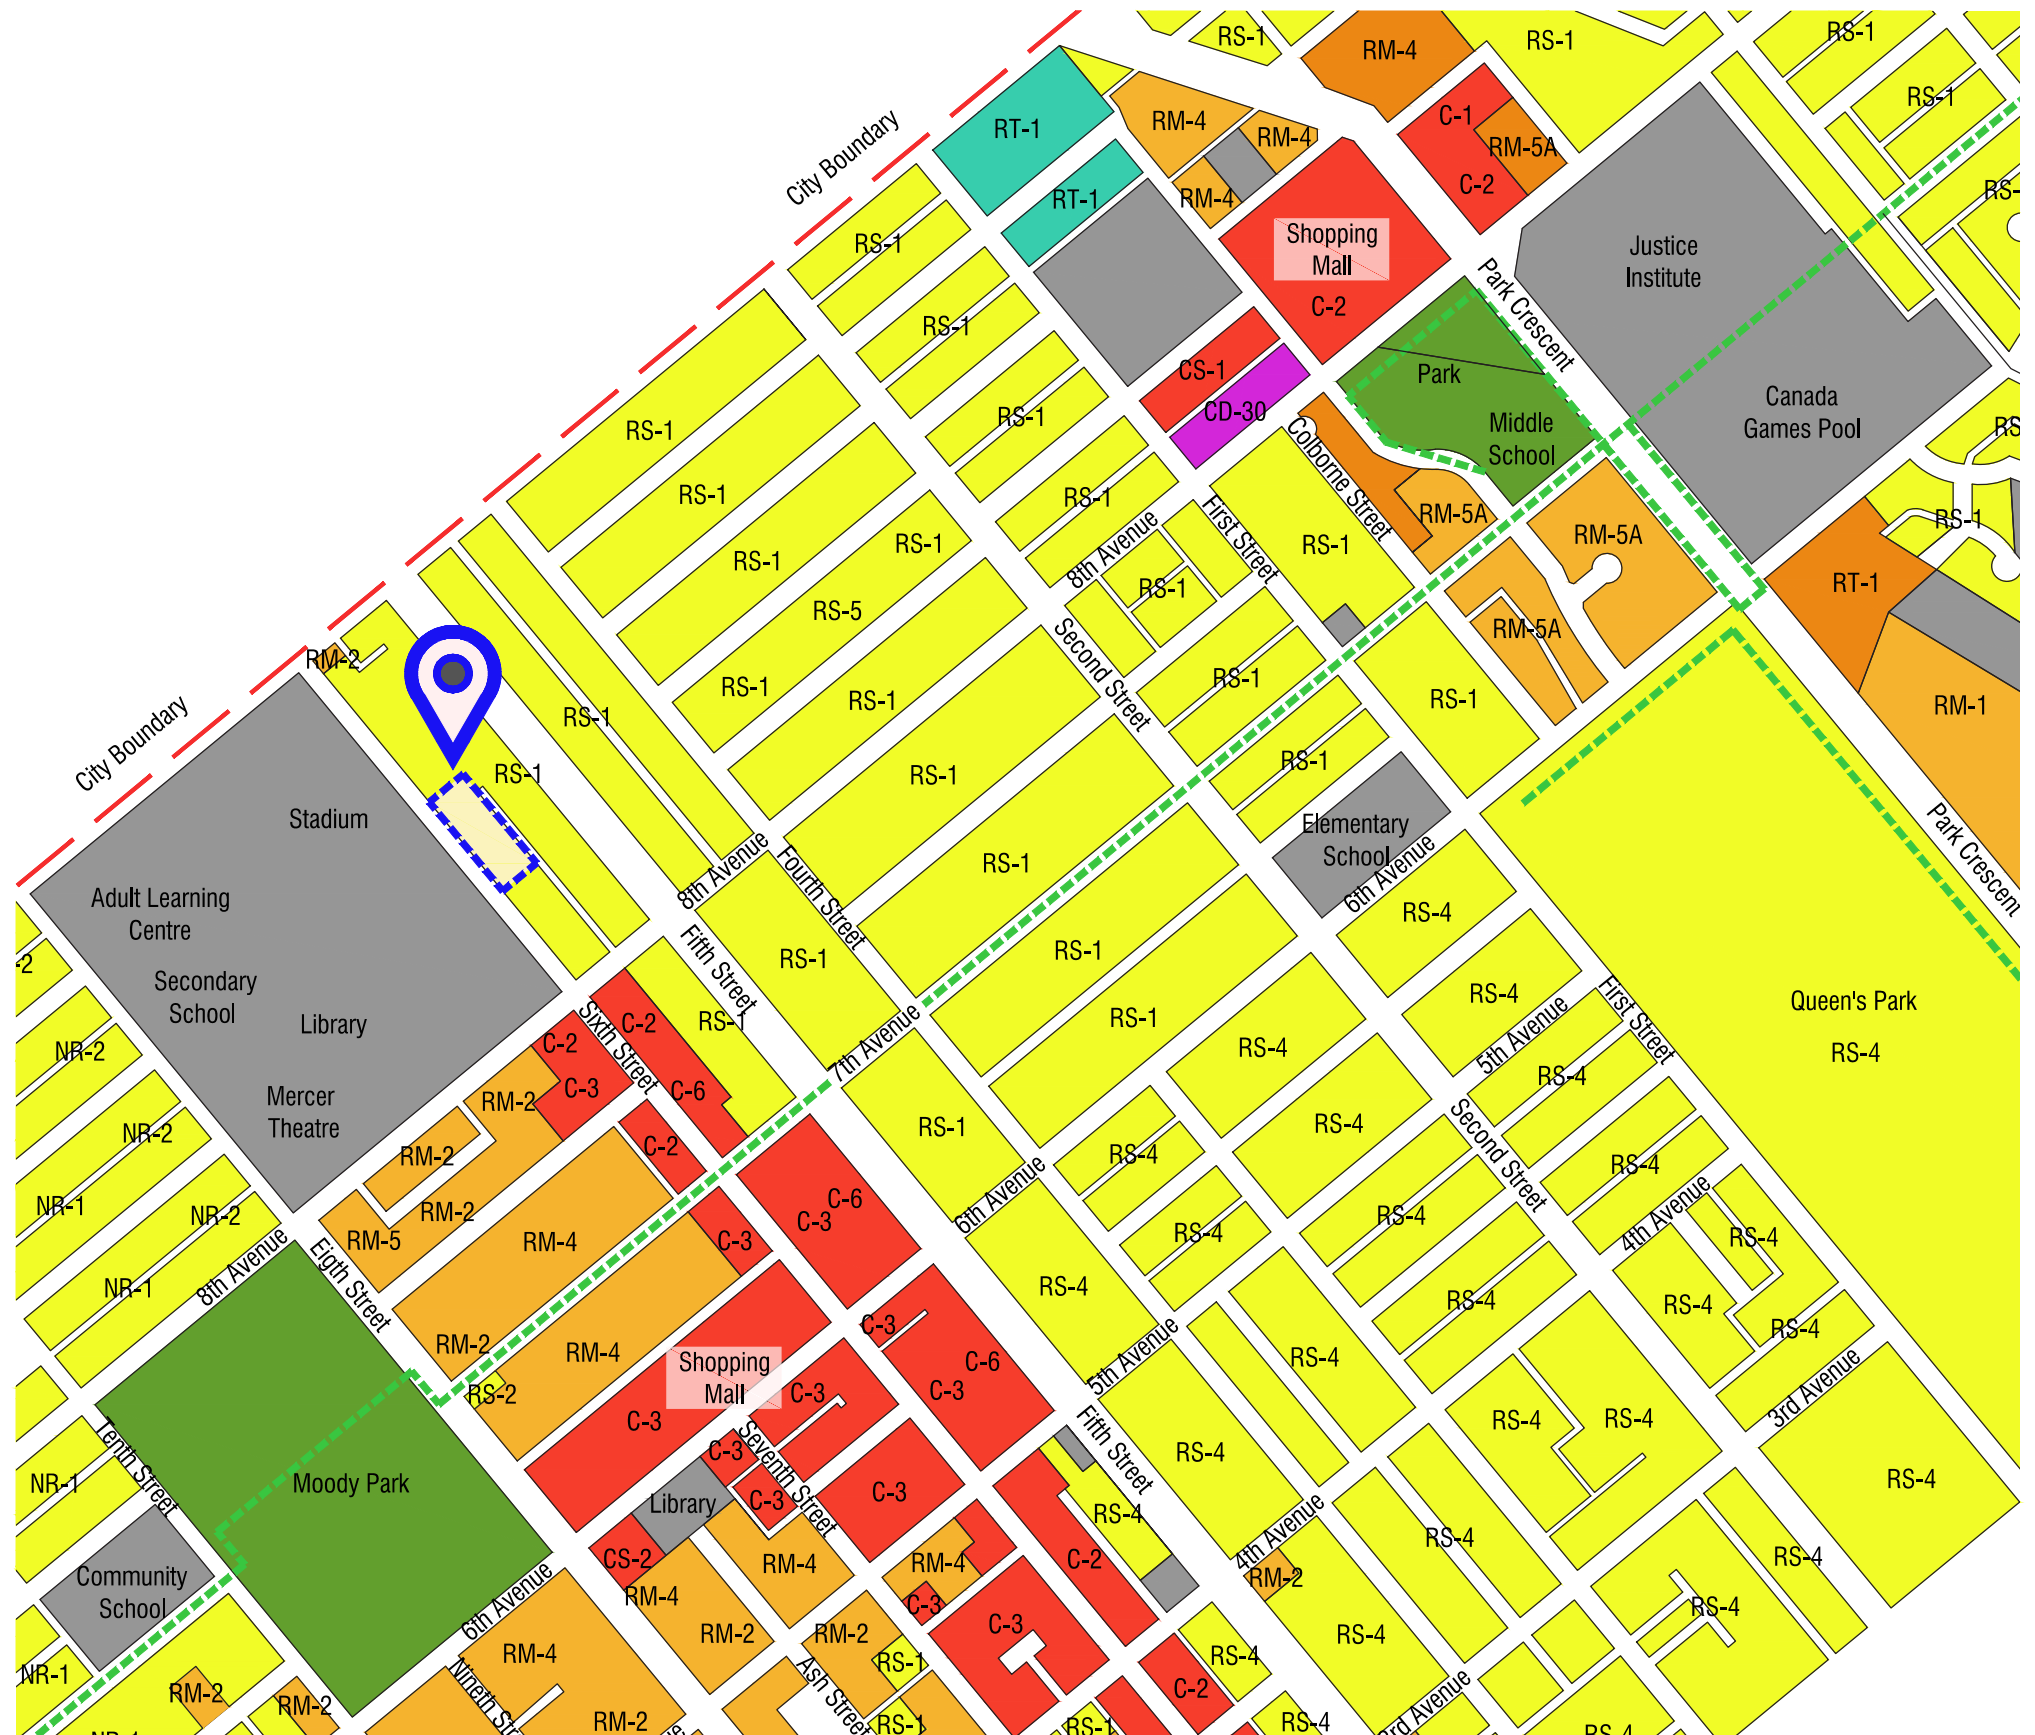 RS-1
RM-4
RS-1
RS-1
RS-1
RT-1
RM-4
RM-4
C-1
RM-5A
C-2
City Boundary
RT-1
RM-4
RS-1
Shopping
Mall
C-2
Justice
Institute
RS-1
Park Crescent
RS-1
CS-1
CD-30
Park
Middle
School
Canada
Games Pool
RS-1
RS-1
RS-1
Colborne Street
RM-5A
RM-5A
RS-1
RS-1
RS-1
First Street
RS-1
RS-1
RS-1
8th Avenue
RS-1
RT-1
RS-5
RM-5A
RM-2
Second Street
RS-1
RS-1
RS-1
RS-1
RS-1
RM-1
City Boundary
RS-1
RS-1
RS-1
Stadium
Elementary
School
6th Avenue
Park Crescent
RS-1
8th Avenue
Fourth Street
RS-4
Adult Learning
Centre
RS-1
RS-1
Fifth Street
-2
Secondary
School
RS-4
First Street
Queen's Park
RS-4
Library
Sixth Street
C-2
RS-1
RS-1
5th Avenue
NR-2
C-2
7th Avenue
RS-4
RS-4
Mercer
Theatre
RM-2
C-3
C-6
NR-2
RS-1
RS-4
Second Street
RM-2
C-2
RS-4
RS-4
NR-1
NR-2
RM-2
6th Avenue
C-6
C-3
RS-4
RS-4
4th Avenue
RS-4
RM-5
RM-4
C-3
8th Avenue
Eigth Street
NR-1
RS-4
RS-4
RS-4
RM-2
RM-4
C-3
RS-4
RS-4
Shopping
Mall
C-6
5th Avenue
RS-2
C-3
C-3
C-3
RS-4
RS-4
3rd Avenue
Tenth Street
NR-1
Moody Park
C-3
Seventh Street
Fifth Street
RS-4
RS-4
Library
C-3
C-3
RS-4
4th Avenue
RS-4
RS-4
CS-2
RM-4
RM-4
C-2
Community
School
RM-4
RM-2
6th Avenue
C-3
C-3
RS-4
RM-4
RM-2
RM-2
RS-4
NR-1
RS-1
RS-4
RM-2
RM-2
Ash Street
C-2
3rd Avenue
RM-2
RS-1
RS-1
RS-4
RS-4